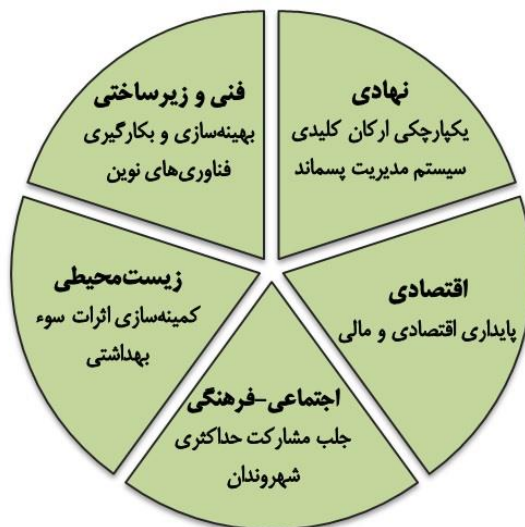 نهادی
یکپارچکی ارکان کلیدی
سیستم مدیریت پسماند
فنی و زیرساختی
بهینه‌سازی و بکارگیری
فناوری‌های نوین
اقتصادی
پایداری اقتصادی و مالی
زیست‌محیطی
کمینه‌سازی اثرات سوء
بهداشتی
اجتماعی-فرهنگی
جلب مشارکت حداکثری
شهروندان